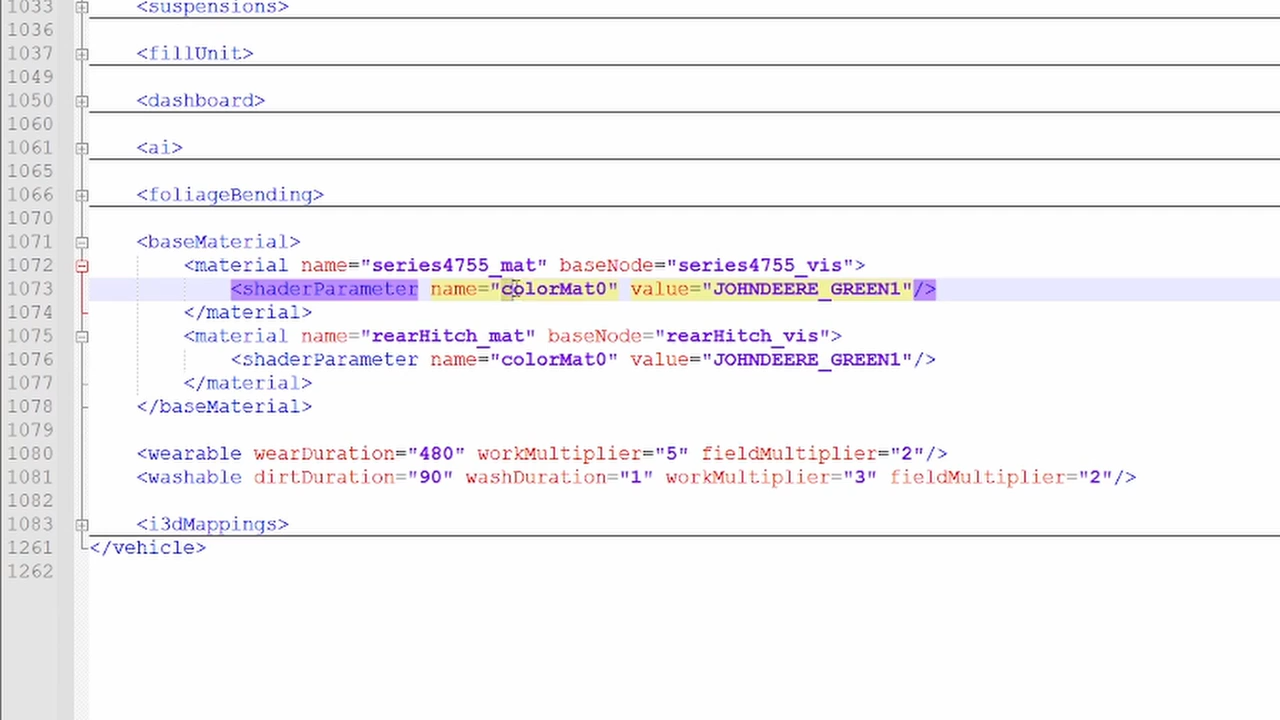 1033 <suspensions>
1036
1037 <fillUnit>
1049
1050 <dashboard>
1060
1061 <ai>
1065
1066 <foliageBending>
1070
1071 <baseMaterial>
1072 <material name="series4755_mat" baseNode="series4755_vis">
1073 <shaderParameter name="colorMat0" value="JOHNDEERE_GREEN1"/>
1074 </material>
1075 <material name="rearHitch_mat" baseNode="rearHitch_vis">
1076 <shaderParameter name="colorMat0" value="JOHNDEERE_GREEN1"/>
1077 </material>
1078 </baseMaterial>
1079
1080 <wearable wearDuration="480" workMultiplier="5" fieldMultiplier="2"/>
1081 <washable dirtDuration="90" washDuration="1" workMultiplier="3" fieldMultiplier="2"/>
1082
1083 <i3dMappings>
1261 </vehicle>
1262